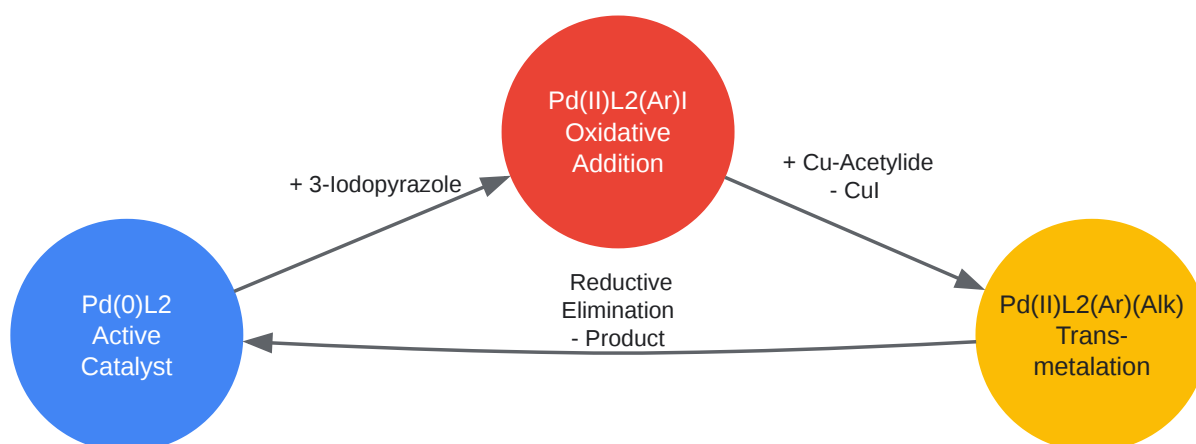 Pd(II)L2(Ar)I
Oxidative
Addition
+ 3-Iodopyrazole
+ Cu-Acetylide
- CuI
Pd(0)L2
Active
Catalyst
Reductive
Elimination
- Product
Pd(II)L2(Ar)(Alk)
Trans-
metalation